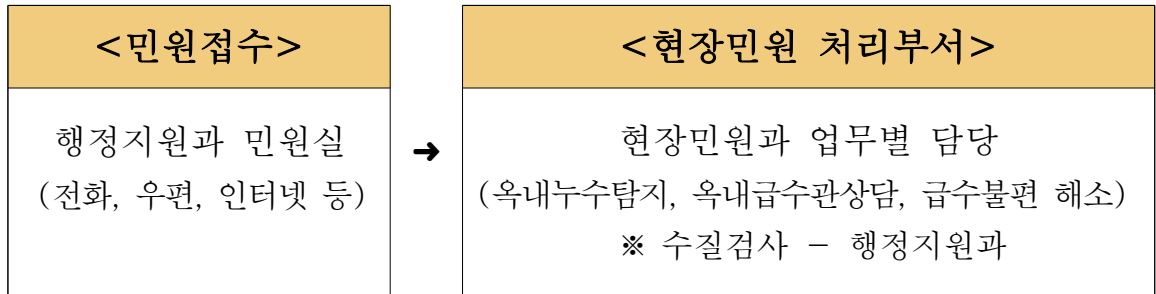 <민원접수>
행정지원과 민원실
(전화, 우편, 인터넷 등)
➜
<현장민원 처리부서>
현장민원과 업무별 담당
(옥내누수탐지, 옥내급수관상담, 급수불편 해소)
※ 수질검사 – 행정지원과